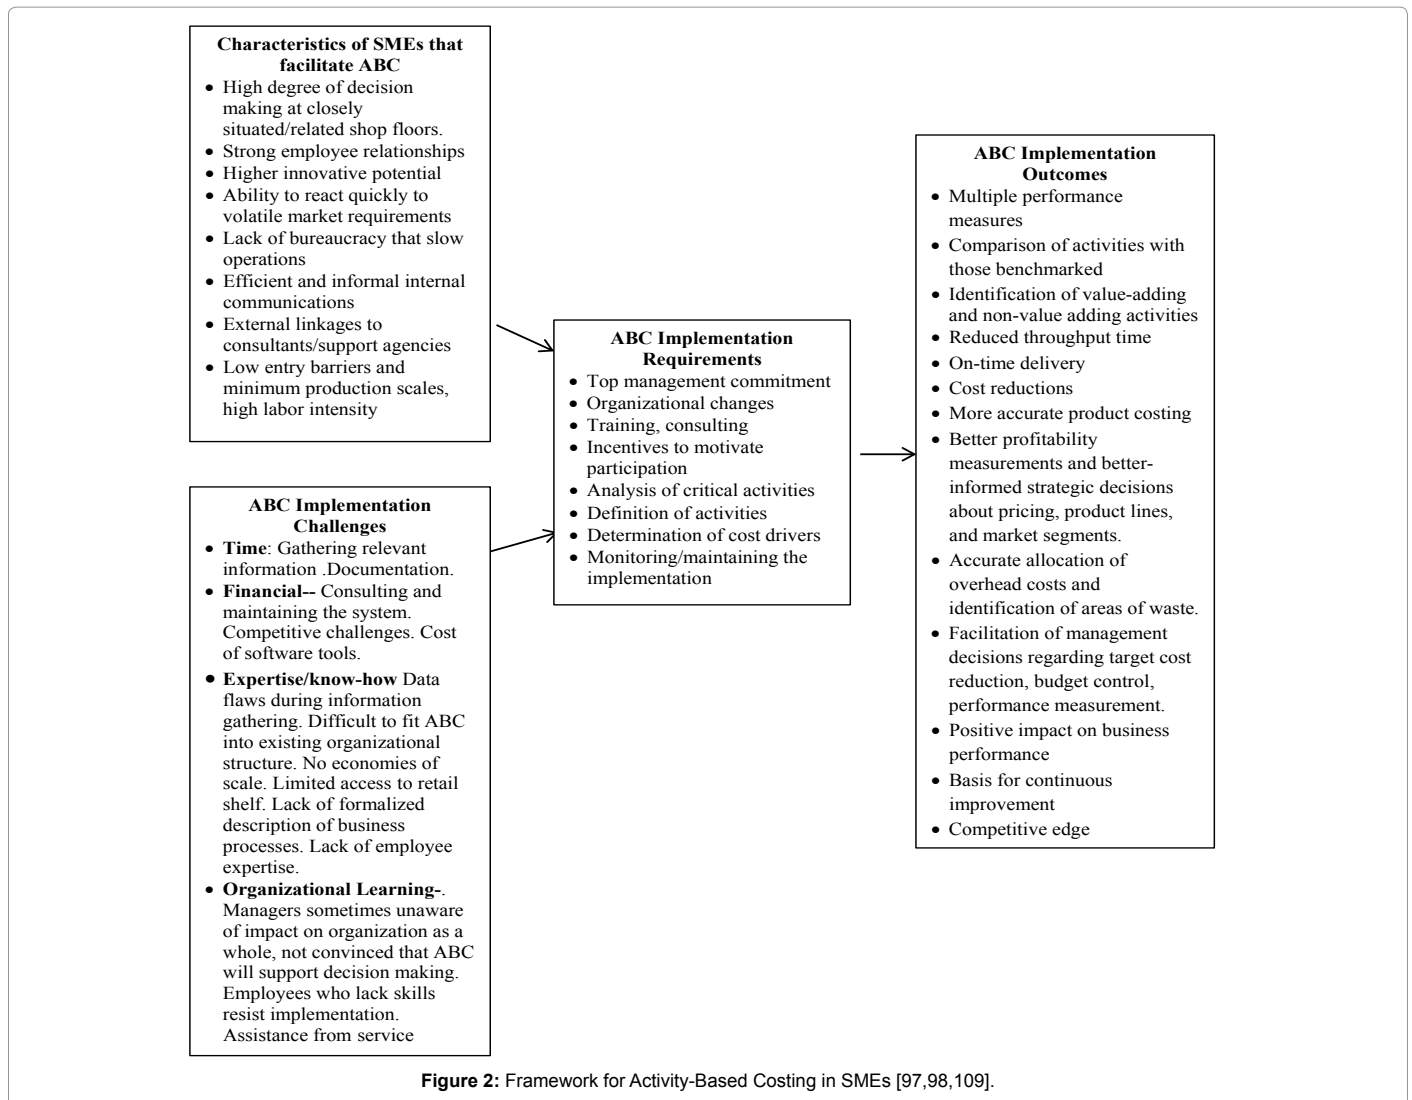 Characteristics of SMEs that
facilitate ABC
• High degree of decision
making at closely
situated/related shop floors.
• Strong employee relationships
• Higher innovative potential
• Ability to react quickly to
volatile market requirements
• Lack of bureaucracy that slow
operations
• Efficient and informal internal
communications
• External linkages to
consultants/support agencies
• Low entry barriers and
minimum production scales,
high labor intensity
ABC Implementation
Challenges
• Time: Gathering relevant
information .Documentation.
• Financial-- Consulting and
maintaining the system.
Competitive challenges. Cost
of software tools.
• Expertise/know-how Data
flaws during information
gathering. Difficult to fit ABC
into existing organizational
structure. No economies of
scale. Limited access to retail
shelf. Lack of formalized
description of business
processes. Lack of employee
expertise.
• Organizational Learning-.
Managers sometimes unaware
of impact on organization as a
whole, not convinced that ABC
will support decision making.
Employees who lack skills
resist implementation.
Assistance from service
ABC Implementation
Requirements
• Top management commitment
• Organizational changes
• Training, consulting
• Incentives to motivate
participation
• Analysis of critical activities
• Definition of activities
• Determination of cost drivers
• Monitoring/maintaining the
implementation
ABC Implementation
Outcomes
• Multiple performance
measures
• Comparison of activities with
those benchmarked
• Identification of value-adding
and non-value adding activities
• Reduced throughput time
• On-time delivery
• Cost reductions
• More accurate product costing
• Better profitability
measurements and better-
informed strategic decisions
about pricing, product lines,
and market segments.
• Accurate allocation of
overhead costs and
identification of areas of waste.
• Facilitation of management
decisions regarding target cost
reduction, budget control,
performance measurement.
• Positive impact on business
performance
• Basis for continuous
improvement
• Competitive edge
Figure 2: Framework for Activity-Based Costing in SMEs [97,98,109].